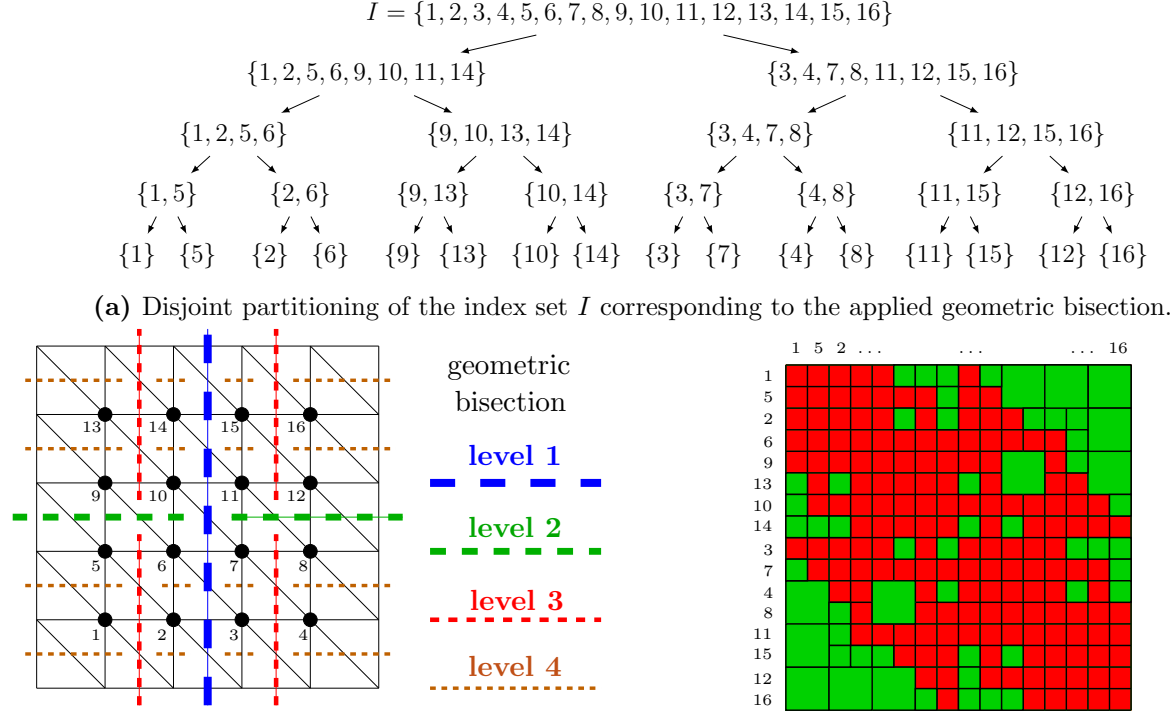 I = {1, 2, 3, 4, 5, 6, 7, 8, 9, 10, 11, 12, 13, 14, 15, 16}
{1, 2, 5, 6, 9, 10, 11, 14} {3, 4, 7, 8, 11, 12, 15, 16}
{1, 2, 5, 6} {9, 10, 13, 14} {3, 4, 7, 8} {11, 12, 15, 16}
{1, 5} {2, 6} {9, 13} {10, 14} {3, 7} {4, 8} {11, 15} {12, 16}
{1} {5} {2} {6} {9} {13} {10} {14} {3} {7} {4} {8} {11} {15} {12} {16}
(a) Disjoint partitioning of the index set I corresponding to the applied geometric bisection.
13 14 15 16
9 10 11 12
5 6 7 8
1 2 3 4
geometric
bisection
level 1
level 2
level 3
level 4
1 5 2 ... ... ... 16
1
5
2
6
9
13
10
14
3
7
4
8
11
15
12
16